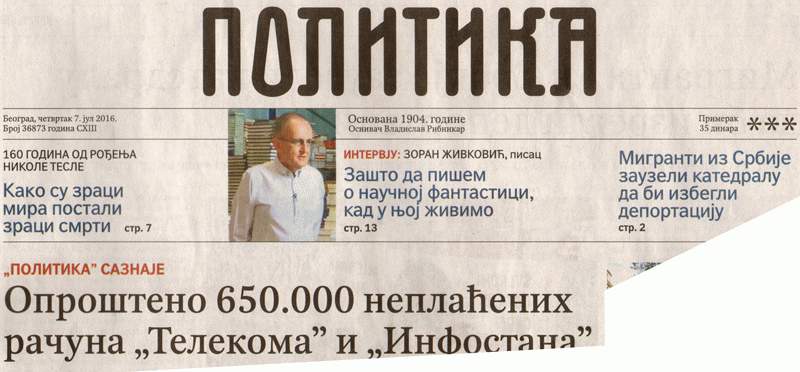 ПОЛИТИКА
Београд, четвртак 7. јул 2016.
Број 36873 година CXIII
Основана 1904. године
Оснивач Владислав Рибникар
Примерак
35 динара
***
160 ГОДИНА ОД РОЂЕЊА
НИКОЛЕ ТЕСЛЕ
Како су зраци
мира постали
зраци смрти стр. 7
ИНТЕРВЈУ: ЗОРАН ЖИВКОВИЋ, писац
Зашто да пишем
о научној фантастици,
кад у њој живимо
стр. 13
Мигранти из Србије
заузели катедралу
да би избегли
депортацију
стр. 2
„ПОЛИТИКА” САЗНАЈЕ
Опроштено 650.000 неплаћених
рачуна „Телекома” и „Инфостана”